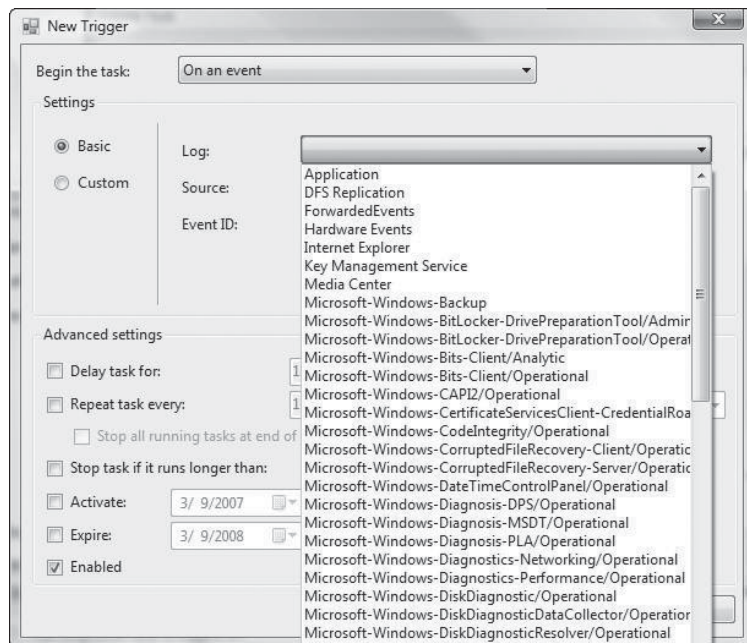 New Trigger
Begin the task: On an event
Settings
Basic
Custom
Log:
Source:
Event ID:
Application
DFS Replication
ForwardedEvents
Hardware Events
Internet Explorer
Key Management Service
Media Center
Microsoft-Windows-Backup
Microsoft-Windows-BitLocker-DrivePreparationTool/Admin
Microsoft-Windows-BitLocker-DrivePreparationTool/Operat
Microsoft-Windows-Bits-Client/Analytic
Microsoft-Windows-Bits-Client/Operational
Microsoft-Windows-CAPI2/Operational
Microsoft-Windows-CertificateServicesClient-CredentialRoa
Microsoft-Windows-CodeIntegrity/Operational
Microsoft-Windows-CorruptedFileRecovery-Client/Operatic
Microsoft-Windows-CorruptedFileRecovery-Server/Operatic
Microsoft-Windows-DateTimeControlPanel/Operational
Microsoft-Windows-Diagnosis-DPS/Operational
Microsoft-Windows-Diagnosis-MSDT/Operational
Microsoft-Windows-Diagnosis-PLA/Operational
Microsoft-Windows-Diagnostics-Networking/Operational
Microsoft-Windows-Diagnostics-Performance/Operational
Microsoft-Windows-DiskDiagnostic/Operational
Microsoft-Windows-DiskDiagnosticDataCollector/Operation
Microsoft-Windows-DiskDiagnosticResolver/Operational
Advanced settings
Delay task for: 1
Repeat task every: 1
Stop all running tasks at end of
Stop task if it runs longer than:
Activate: 3/ 9/2007
Expire: 3/ 9/2008
Enabled